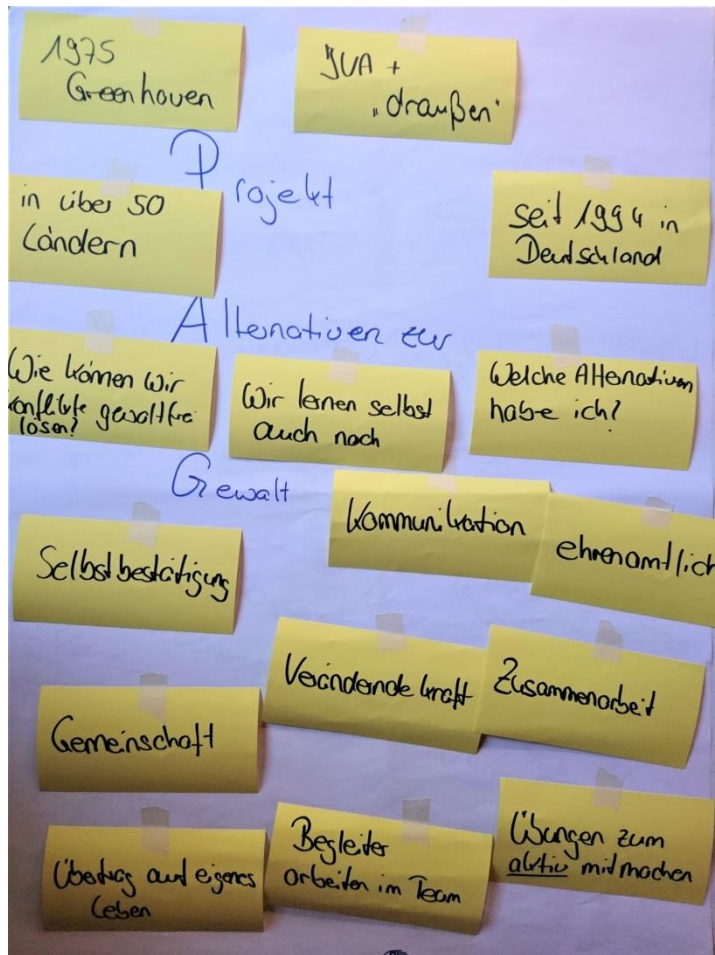 1975
Greenhaven
JVA +
„draußen“
Projekt
in über 50
Ländern
seit 1994 in
Deutschland
Alternativen zur
Wie können wir
Konflikte gewaltfrei
lösen?
Wir lernen selbst
auch noch
Welche Alternativen
habe ich?
Gewalt
Kommunikation
ehrenamtlich
Selbstbestätigung
Verändernde Kraft
Zusammenarbeit
Gemeinschaft
Übertrag auf eigenes
Leben
Begleiter
arbeiten im Team
Übungen zum
aktiv mitmachen